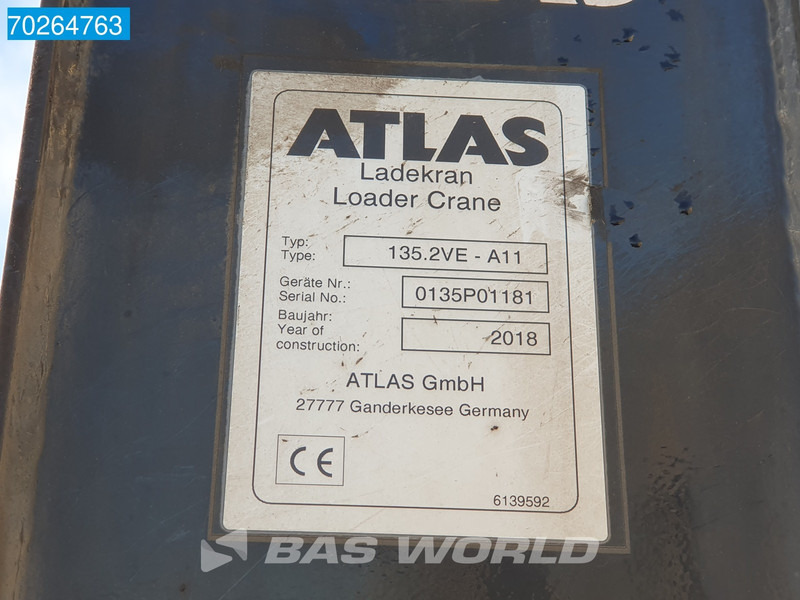 70264763
ATLAS
Ladekran
Loader Crane
Typ:
Type:
135.2VE - A11
Geräte Nr.:
Serial No.:
0135P01181
Baujahr:
Year of
construction:
2018
ATLAS GmbH
27777 Ganderkesee Germany
CE
6139592
BAS WORLD